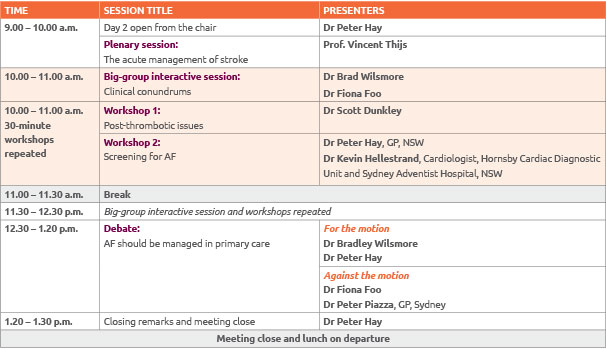 TIME SESSION TITLE PRESENTERS
9.00 – 10.00 a.m. Day 2 open from the chair Dr Peter Hay
Plenary session: Prof. Vincent Thijs
The acute management of stroke
10.00 – 11.00 a.m. Big-group interactive session: Dr Brad Wilsmore
Clinical conundrums Dr Fiona Foo
10.00 – 11.00 a.m. Workshop 1: Dr Scott Dunkley
30-minute Post-thrombotic issues
workshops Workshop 2: Dr Peter Hay, GP, NSW
repeated Screening for AF Dr Kevin Hellestrand, Cardiologist, Hornsby Cardiac Diagnostic
Unit and Sydney Adventist Hospital, NSW
11.00 – 11.30 a.m. Break
11.30 – 12.30 p.m. Big-group interactive session and workshops repeated
12.30 – 1.20 p.m. Debate: For the motion
AF should be managed in primary care Dr Bradley Wilsmore
Dr Peter Hay
Against the motion
Dr Fiona Foo
Dr Peter Piazza, GP, Sydney
1.20 – 1.30 p.m. Closing remarks and meeting close Dr Peter Hay
Meeting close and lunch on departure